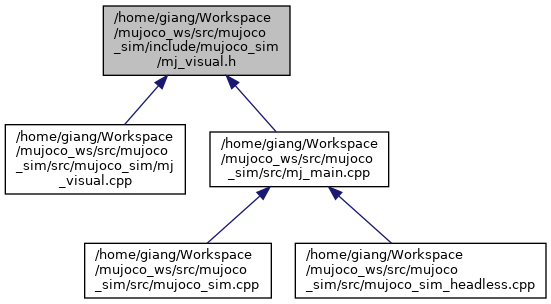 /home/giang/Workspace
/mujoco_ws/src/mujoco
_sim/include/mujoco_sim
/mj_visual.h
/home/giang/Workspace
/mujoco_ws/src/mujoco
_sim/src/mujoco_sim/mj
_visual.cpp
/home/giang/Workspace
/mujoco_ws/src/mujoco
_sim/src/mj_main.cpp
/home/giang/Workspace
/mujoco_ws/src/mujoco
_sim/src/mujoco_sim.cpp
/home/giang/Workspace
/mujoco_ws/src/mujoco
_sim/src/mujoco_sim_headless.cpp